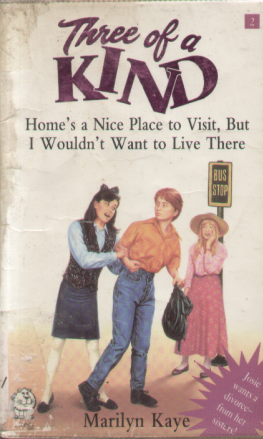 Three of a
KIND
2
Home's a Nice Place to Visit, But
I Wouldn't Want to Live There
BUS
STOP
Josie
wants a
divorce–
from her
sisters!
Marilyn Kaye